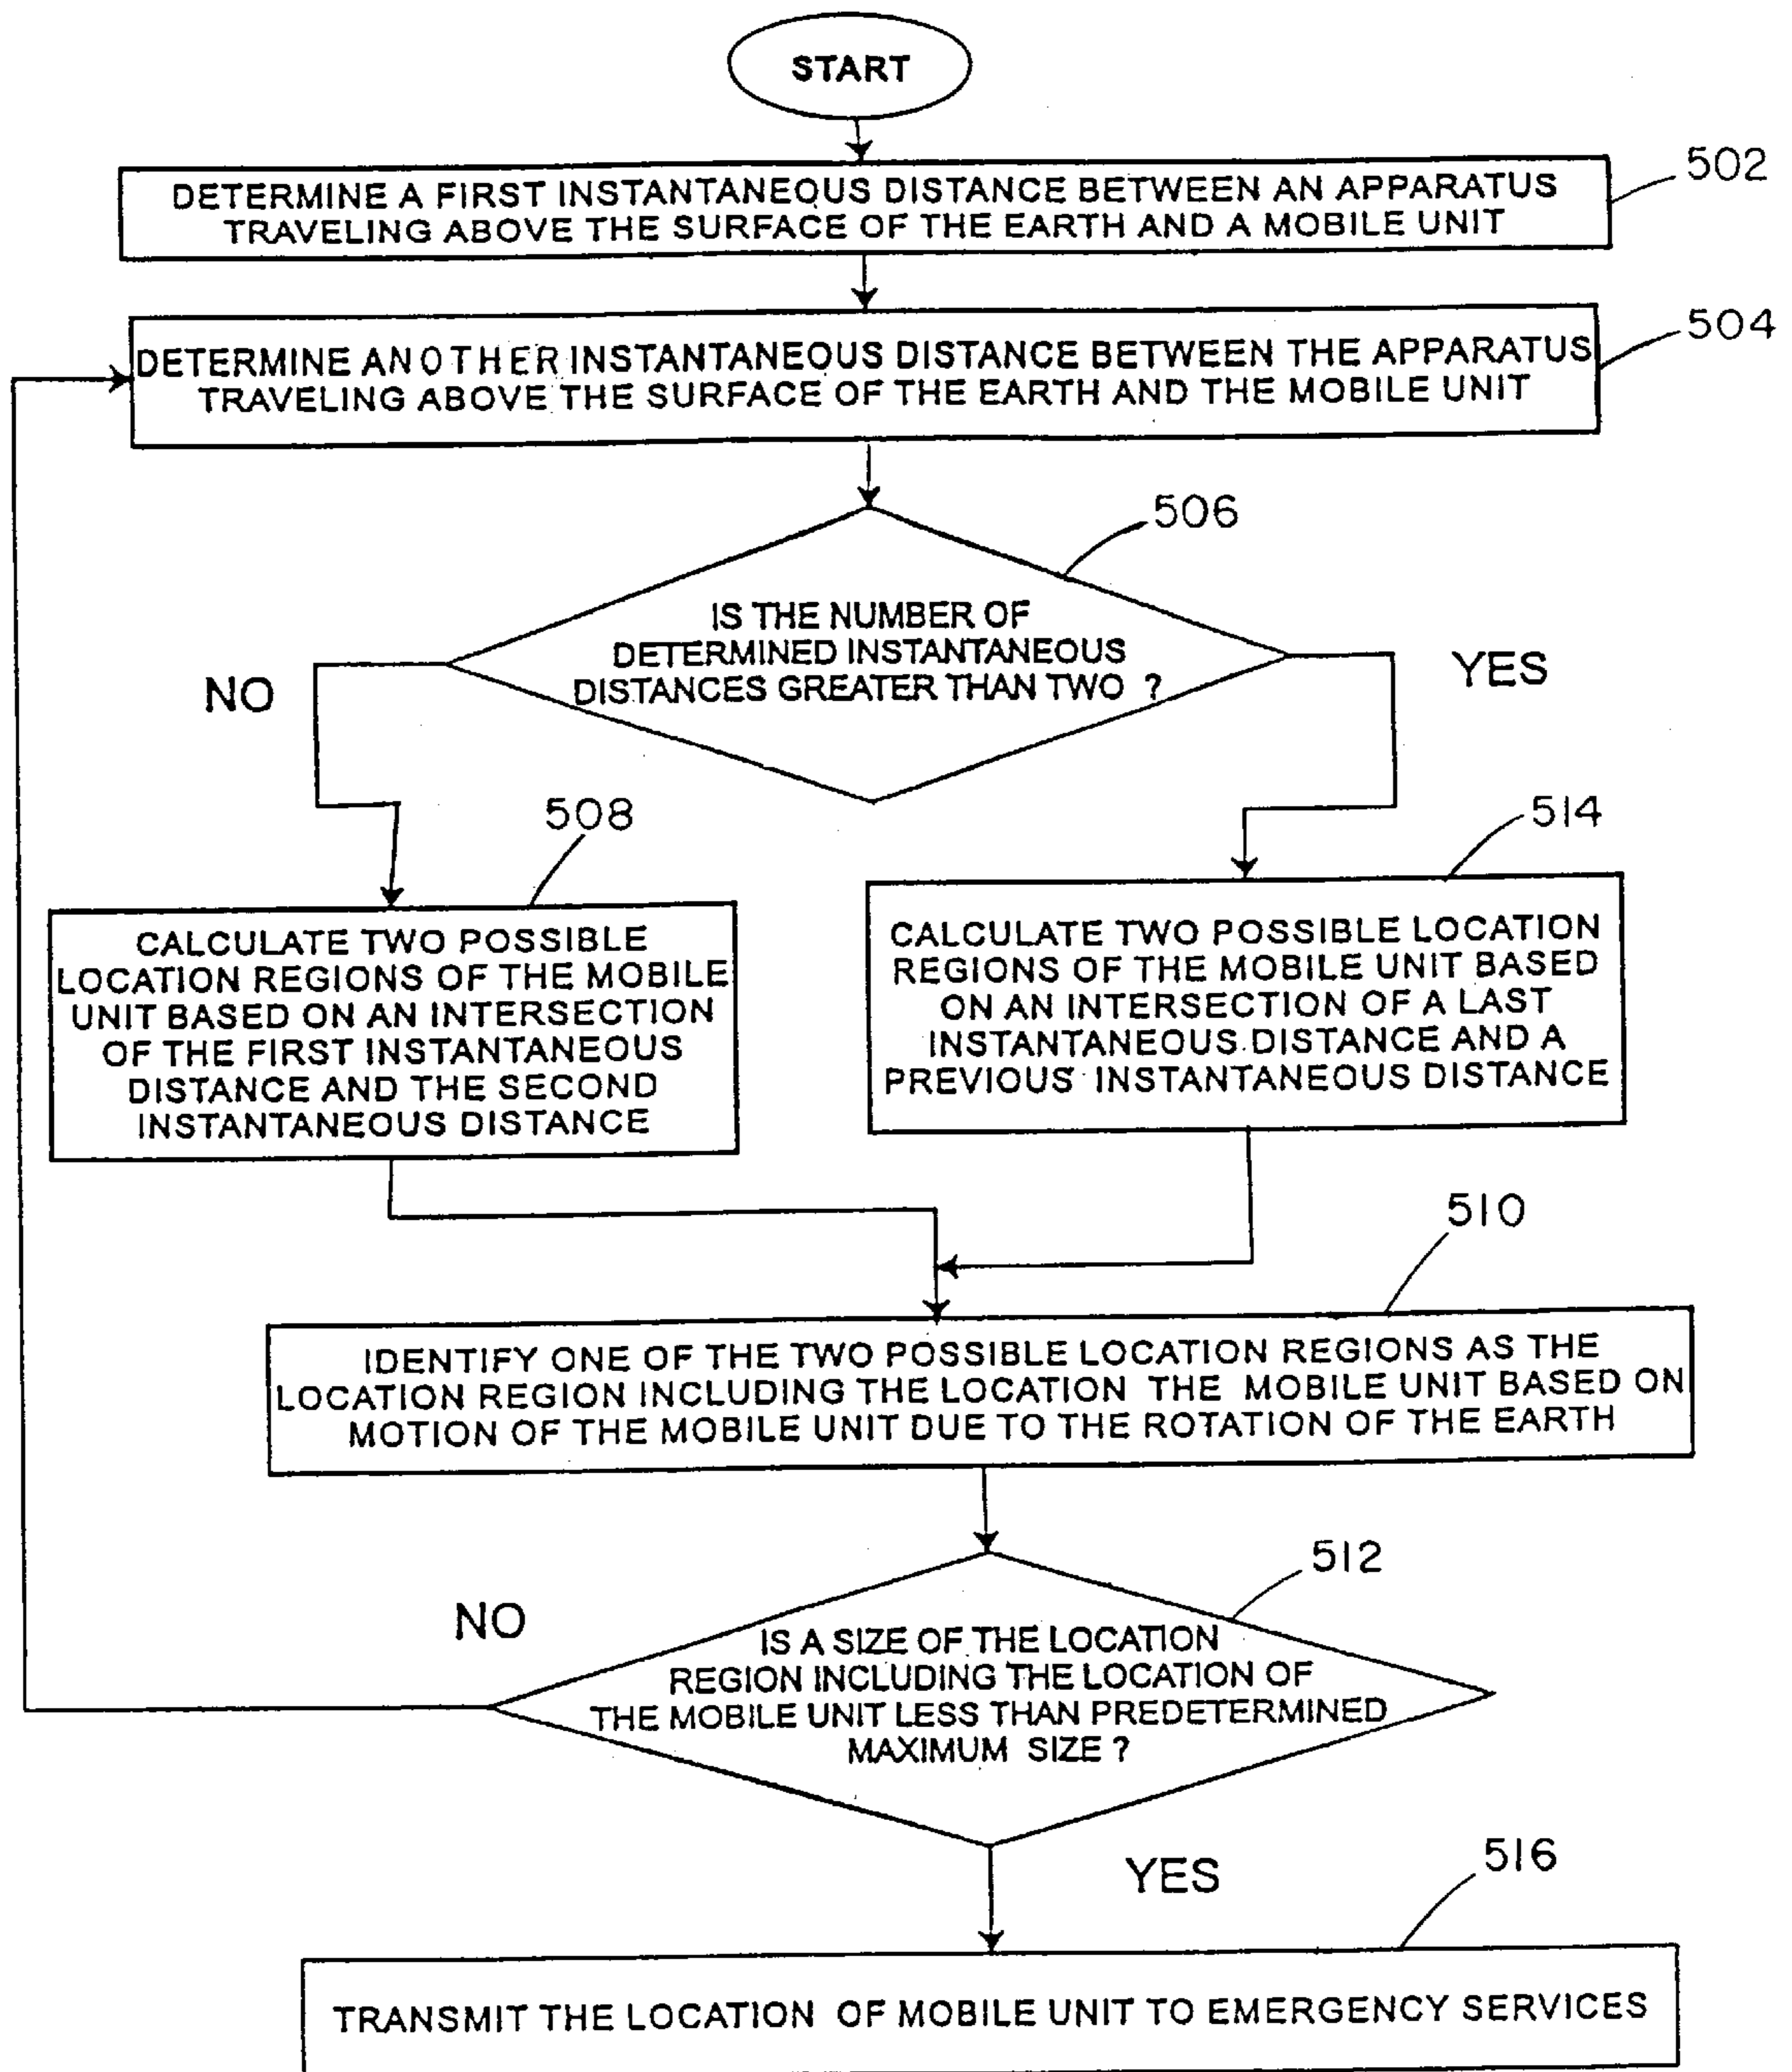 START
502
DETERMINE A FIRST INSTANTANEOUS DISTANCE BETWEEN AN APPARATUS
TRAVELING ABOVE THE SURFACE OF THE EARTH AND A MOBILE UNIT
504
DETERMINE ANOTHER INSTANTANEOUS DISTANCE BETWEEN THE APPARATUS
TRAVELING ABOVE THE SURFACE OF THE EARTH AND THE MOBILE UNIT
506
IS THE NUMBER OF
DETERMINED INSTANTANEOUS
DISTANCES GREATER THAN TWO ?
NO
YES
508
CALCULATE TWO POSSIBLE
LOCATION REGIONS OF THE MOBILE
UNIT BASED ON AN INTERSECTION
OF THE FIRST INSTANTANEOUS
DISTANCE AND THE SECOND
INSTANTANEOUS DISTANCE
514
CALCULATE TWO POSSIBLE LOCATION
REGIONS OF THE MOBILE UNIT BASED
ON AN INTERSECTION OF A LAST
INSTANTANEOUS DISTANCE AND A
PREVIOUS INSTANTANEOUS DISTANCE
510
IDENTIFY ONE OF THE TWO POSSIBLE LOCATION REGIONS AS THE
LOCATION REGION INCLUDING THE LOCATION THE MOBILE UNIT BASED ON
MOTION OF THE MOBILE UNIT DUE TO THE ROTATION OF THE EARTH
512
NO
IS A SIZE OF THE LOCATION
REGION INCLUDING THE LOCATION OF
THE MOBILE UNIT LESS THAN PREDETERMINED
MAXIMUM SIZE ?
YES
516
TRANSMIT THE LOCATION OF MOBILE UNIT TO EMERGENCY SERVICES